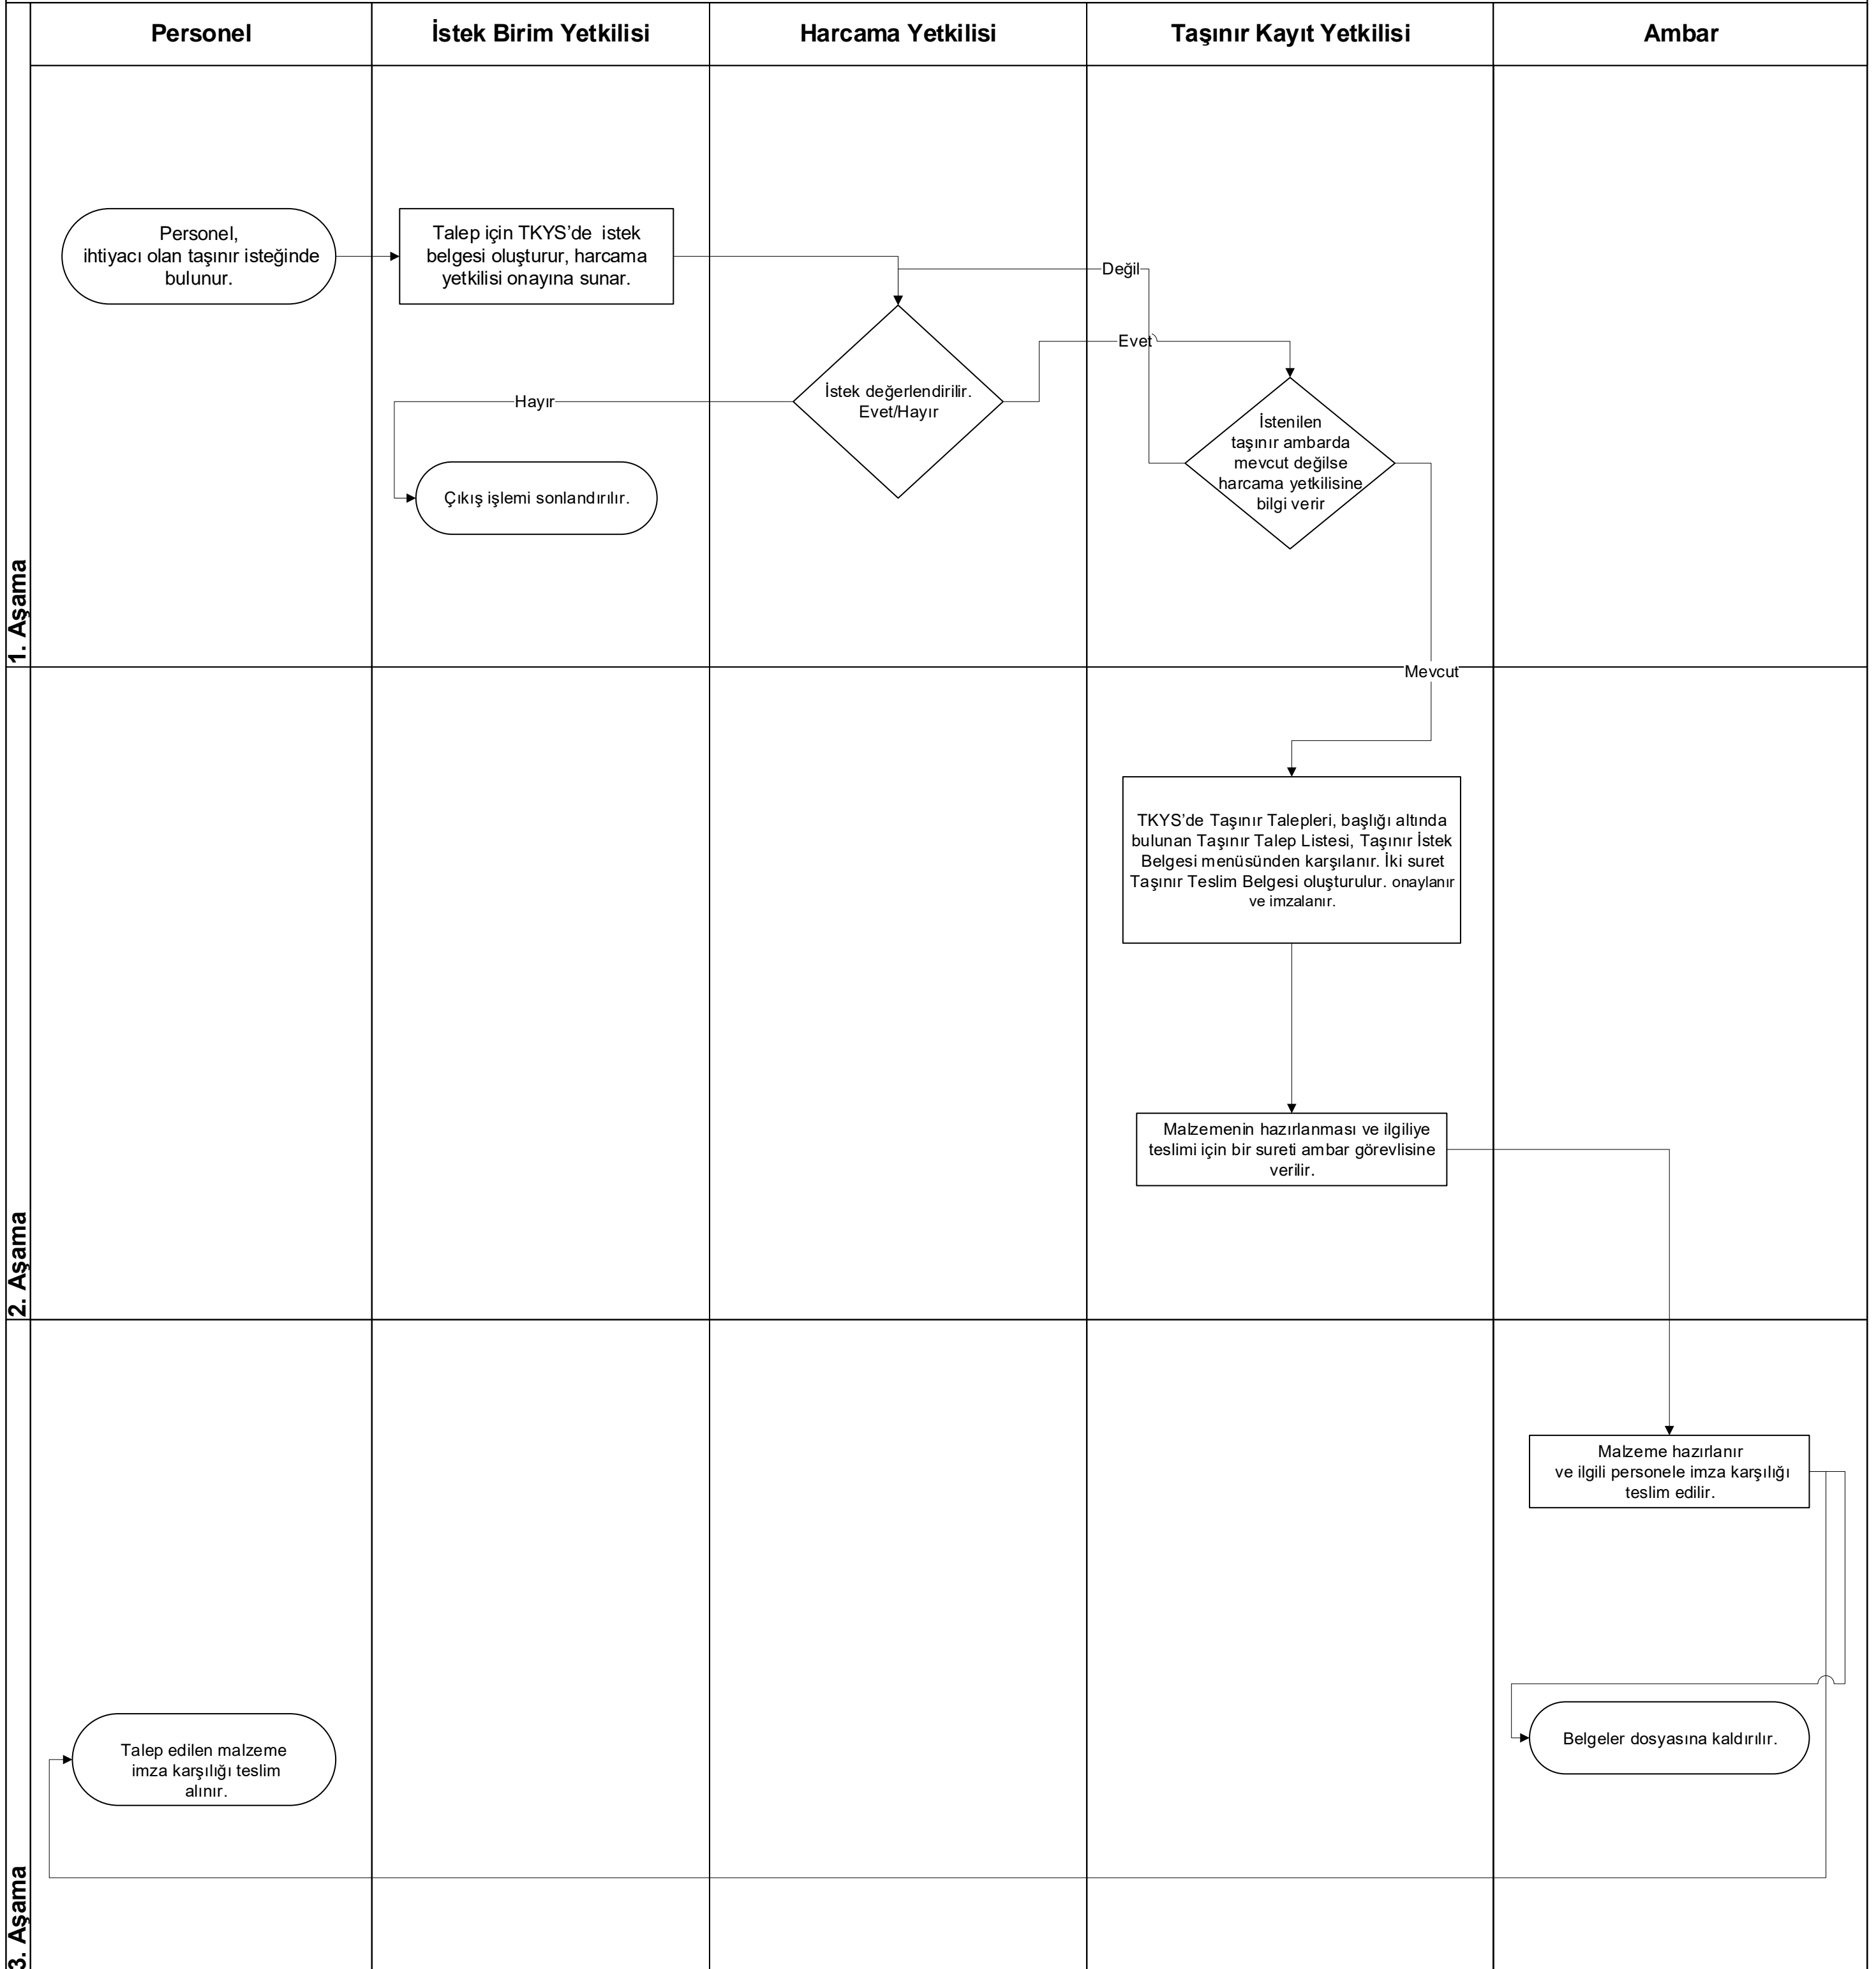 Personel
İstek Birim Yetkilisi
Harcama Yetkilisi
Taşınır Kayıt Yetkilisi
Ambar
1. Aşama
Personel,
ihtiyacı olan taşınır isteğinde
bulunur.
Talep için TKYS’de istek
belgesi oluşturur, harcama
yetkilisi onayına sunar.
Değil
Evet
İstek değerlendirilir.
Evet/Hayır
Hayır
İstenilen
taşınır ambarda
mevcut değilse
harcama yetkilisine
bilgi verir
Çıkış işlemi sonlandırılır.
Mevcut
2. Aşama
TKYS’de Taşınır Talepleri, başlığı altında
bulunan Taşınır Talep Listesi, Taşınır İstek
Belgesi menüsünden karşılanır. İki suret
Taşınır Teslim Belgesi oluşturulur. onaylanır
ve imzalanır.
Malzemenin hazırlanması ve ilgiliye
teslimi için bir sureti ambar görevlisine
verilir.
3. Aşama
Malzeme hazırlanır
ve ilgili personele imza karşılığı
teslim edilir.
Belgeler dosyasına kaldırılır.
Talep edilen malzeme
imza karşılığı teslim
alınır.